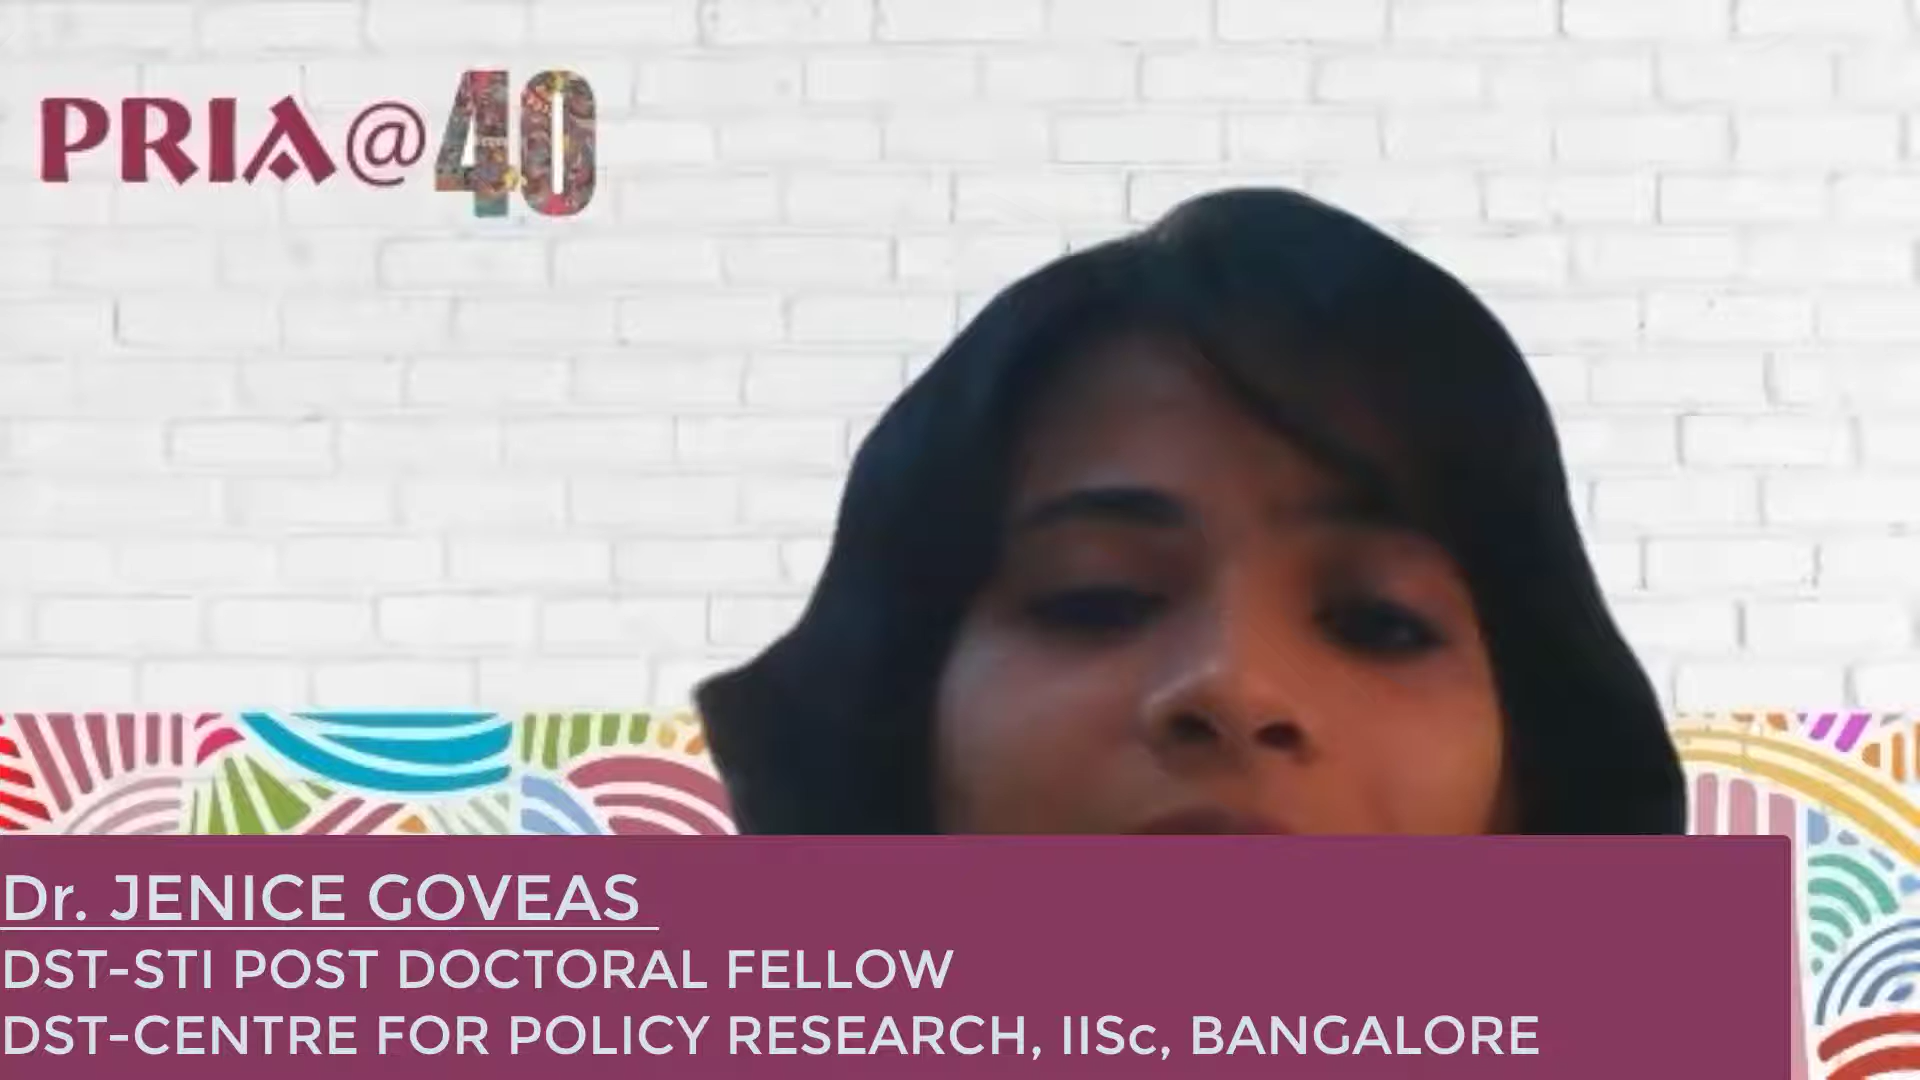 PRIA@40
Dr. JENICE GOVEAS
DST-STI POST DOCTORAL FELLOW
DST-CENTRE FOR POLICY RESEARCH, IISc, BANGALORE